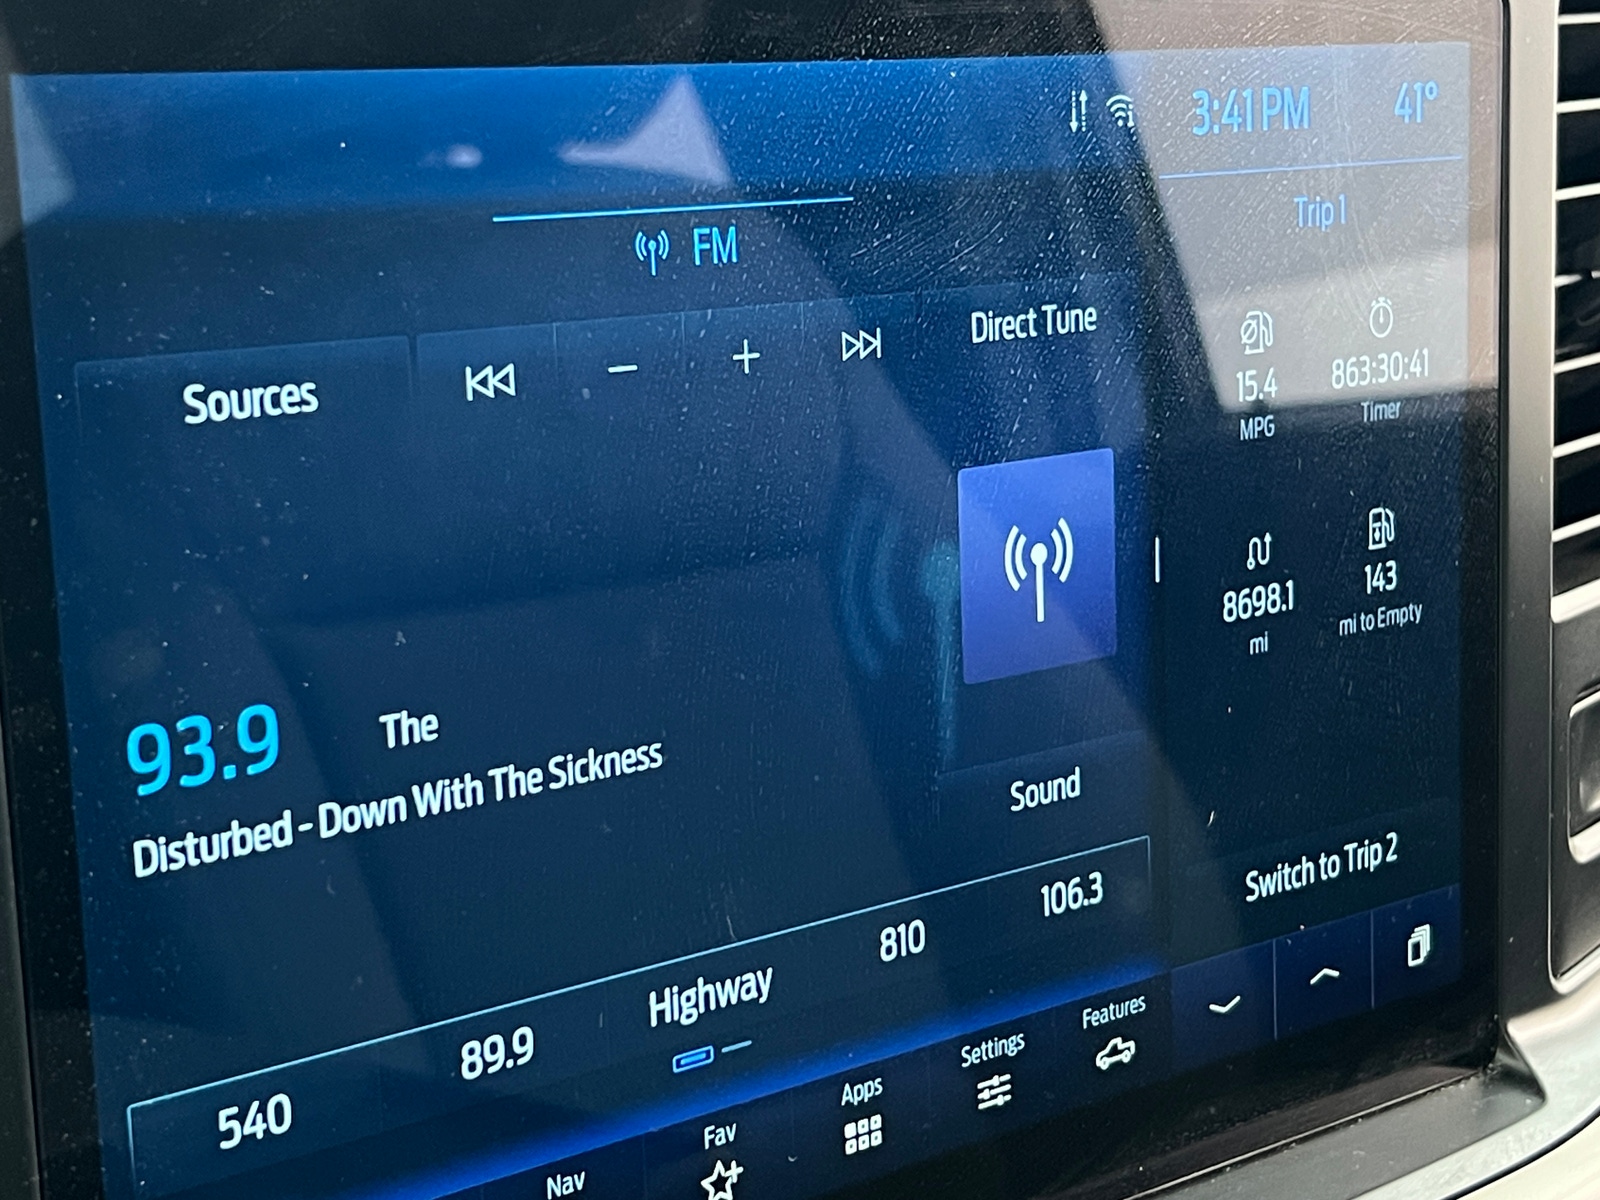 3:41 PM
41°
FM
Trip 1
Sources
Direct Tune
15.4
MPG
863:30:41
Timer
8698.1
mi
143
mi to Empty
93.9
The
Disturbed - Down With The Sickness
Sound
Switch to Trip 2
540
89.9
Highway
810
106.3
Nav
Fav
Apps
Settings
Features